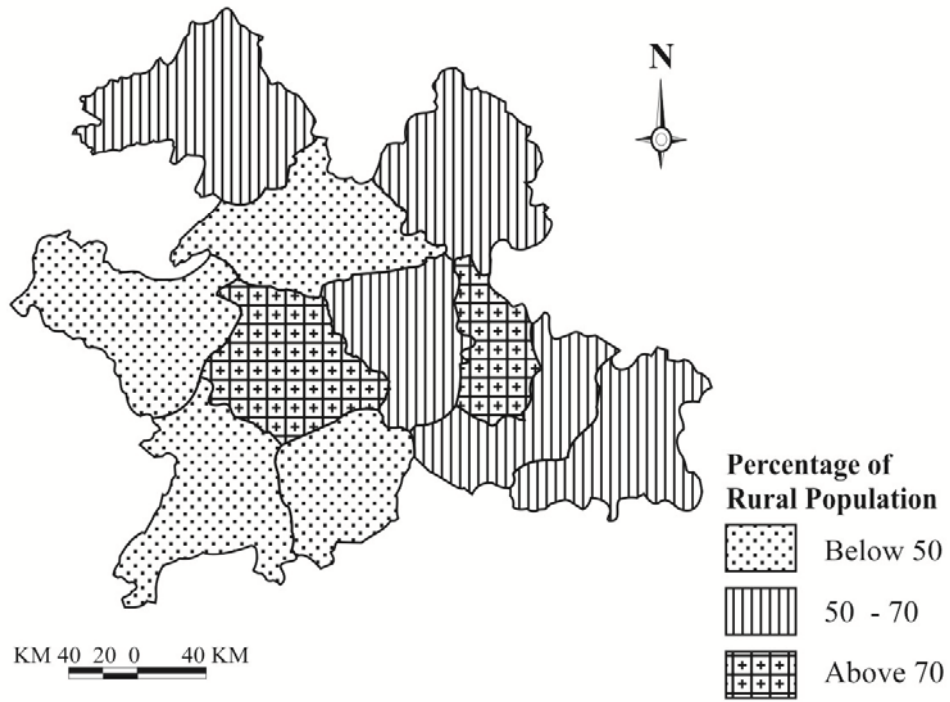 N
Percentage of
Rural Population
Below 50
50 - 70
Above 70
KM 40 20 0 40 KM